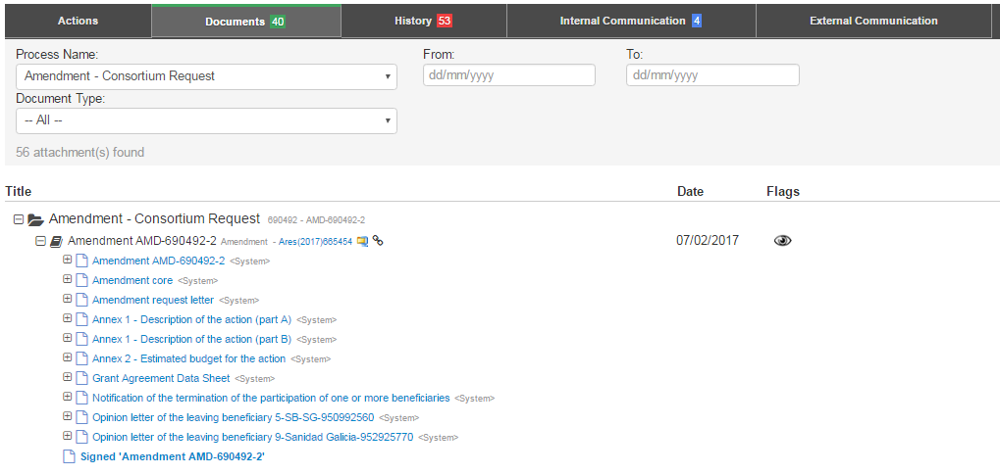 Actions Documents 40 History 53 Internal Communication 4 External Communication
Process Name: From: To:
Amendment - Consortium Request dd/mm/yyyy dd/mm/yyyy
Document Type:
-- All --
56 attachment(s) found
Title Date Flags
Amendment - Consortium Request 690492 - AMD-690492-2
Amendment AMD-690492-2 Amendment - Ares(2017)665454 07/02/2017
Amendment AMD-690492-2 <System>
Amendment core <System>
Amendment request letter <System>
Annex 1 - Description of the action (part A) <System>
Annex 1 - Description of the action (part B) <System>
Annex 2 - Estimated budget for the action <System>
Grant Agreement Data Sheet <System>
Notification of the termination of the participation of one or more beneficiaries <System>
Opinion letter of the leaving beneficiary 5-SB-SG-950992560 <System>
Opinion letter of the leaving beneficiary 9-Sanidad Galicia-952925770 <System>
Signed 'Amendment AMD-690492-2'